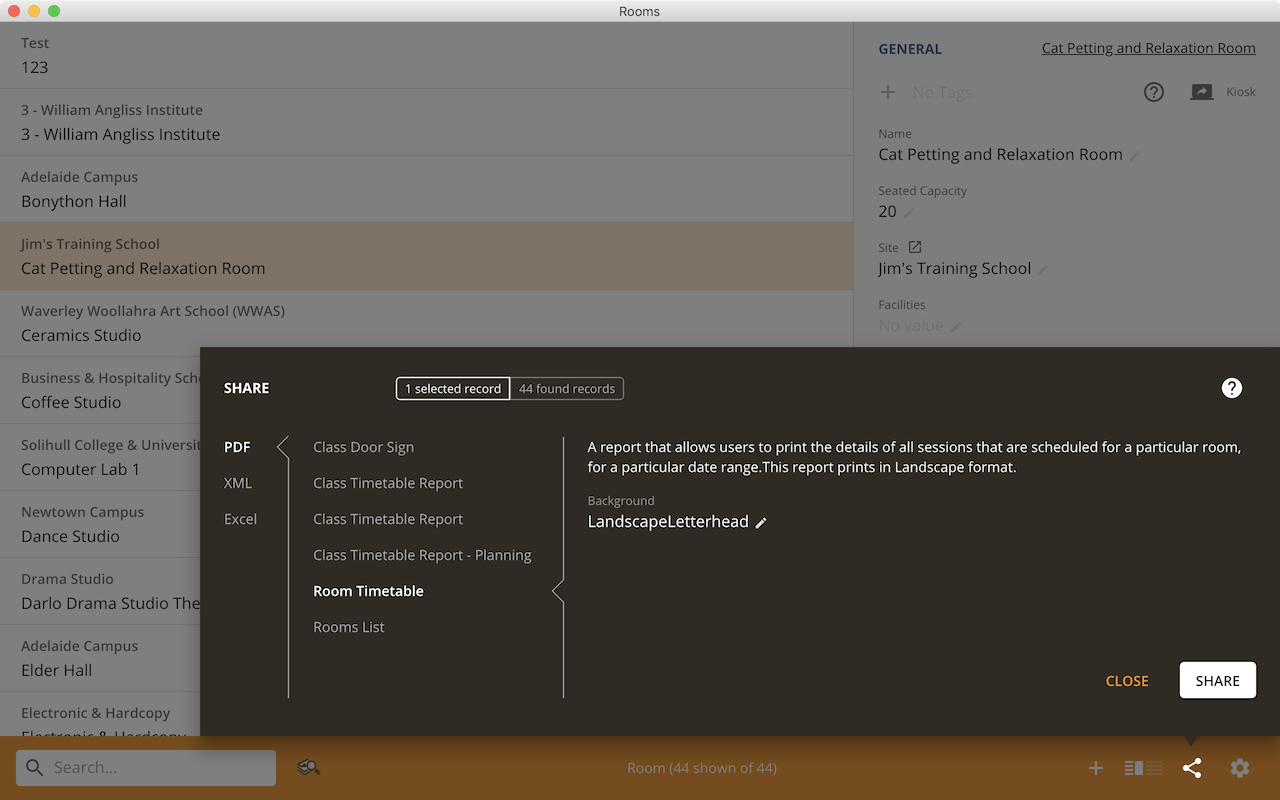 Rooms
Test
123
3 - William Angliss Institute
3 - William Angliss Institute
Adelaide Campus
Bonython Hall
Jim's Training School
Cat Petting and Relaxation Room
Waverley Woollahra Art School (WWAS)
Ceramics Studio
Business & Hospitality Sch
Coffee Studio
Solihull College & Universit
Computer Lab 1
Newtown Campus
Dance Studio
Drama Studio
Darlo Drama Studio The
Adelaide Campus
Elder Hall
Electronic & Hardcopy
Electronic & Hardcopy
GENERAL
Cat Petting and Relaxation Room
No Tags
Kiosk
Name
Cat Petting and Relaxation Room
Seated Capacity
20
Site
Jim's Training School
Facilities
No value
SHARE
1 selected record
44 found records
PDF
XML
Excel
Class Door Sign
Class Timetable Report
Class Timetable Report
Class Timetable Report - Planning
Room Timetable
Rooms List
A report that allows users to print the details of all sessions that are scheduled for a particular room,
for a particular date range.This report prints in Landscape format.
Background
LandscapeLetterhead
CLOSE
SHARE
Search...
Room (44 shown of 44)